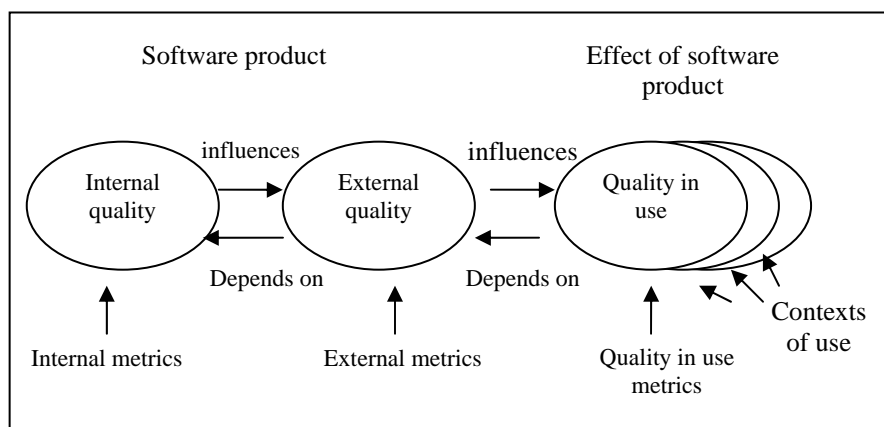 Software product
Effect of software
product
influences
influences
Internal
quality
External
quality
Quality in
use
Depends on
Depends on
Contexts
of use
Internal metrics
External metrics
Quality in use
metrics